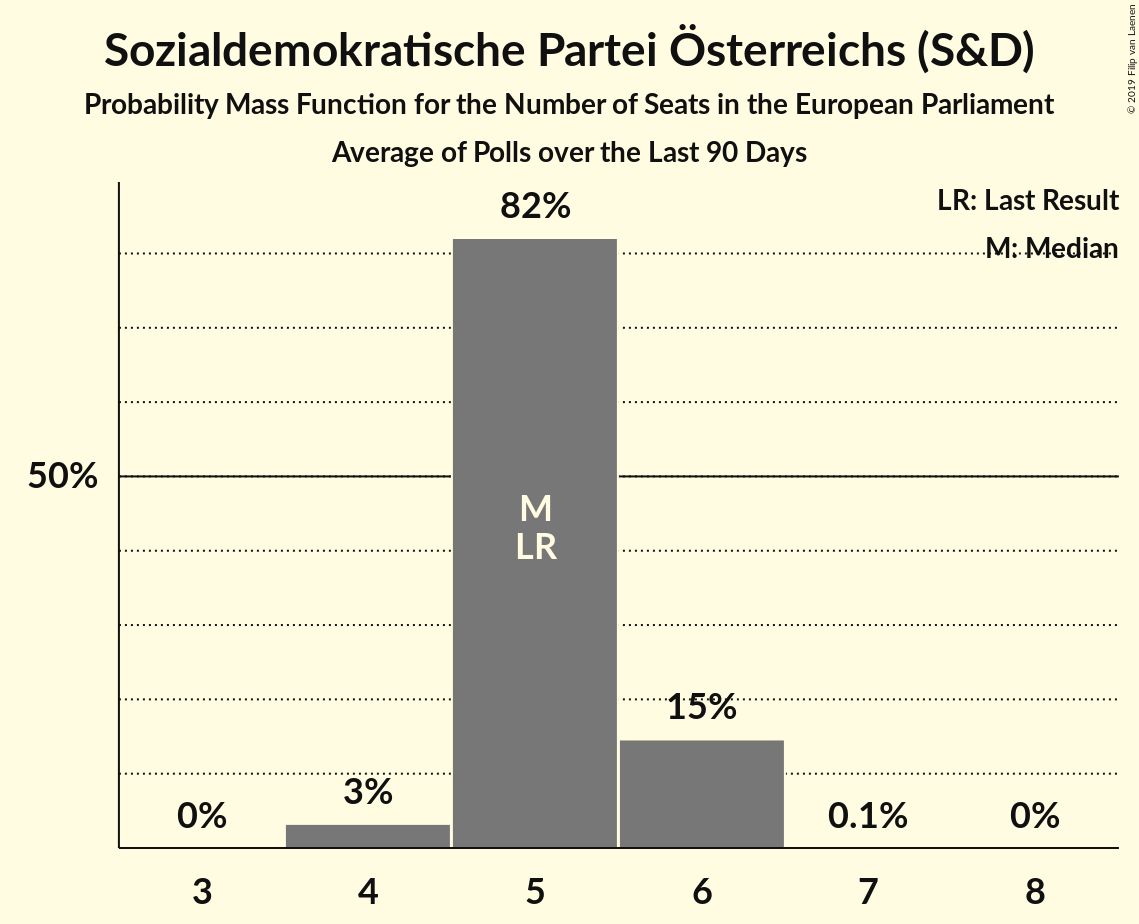 Sozialdemokratische Partei Österreichs (S&D)
Probability Mass Function for the Number of Seats in the European Parliament
Average of Polls over the Last 90 Days
© 2019 Filip van Laenen
LR: Last Result
M: Median
82%
50%
M
LR
15%
3%
0%
0.1%
0%
3 4 5 6 7 8